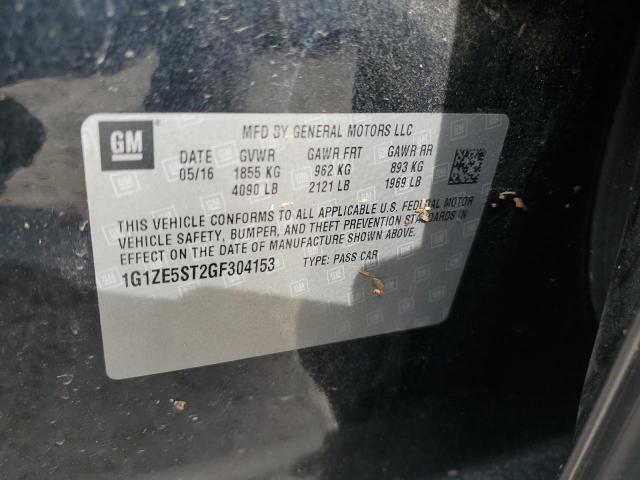 GM
MFD BY GENERAL MOTORS LLC
DATE GVWR GAWR FRT GAWR RR
05/16 1855 KG 962 KG 893 KG
4090 LB 2121 LB 1969 LB
THIS VEHICLE CONFORMS TO ALL APPLICABLE U.S. FEDERAL MOTOR
VEHICLE SAFETY, BUMPER, AND THEFT PREVENTION STANDARDS IN
EFFECT ON THE DATE OF MANUFACTURE SHOWN ABOVE.
1G1ZE5ST2GF304153 TYPE: PASS CAR